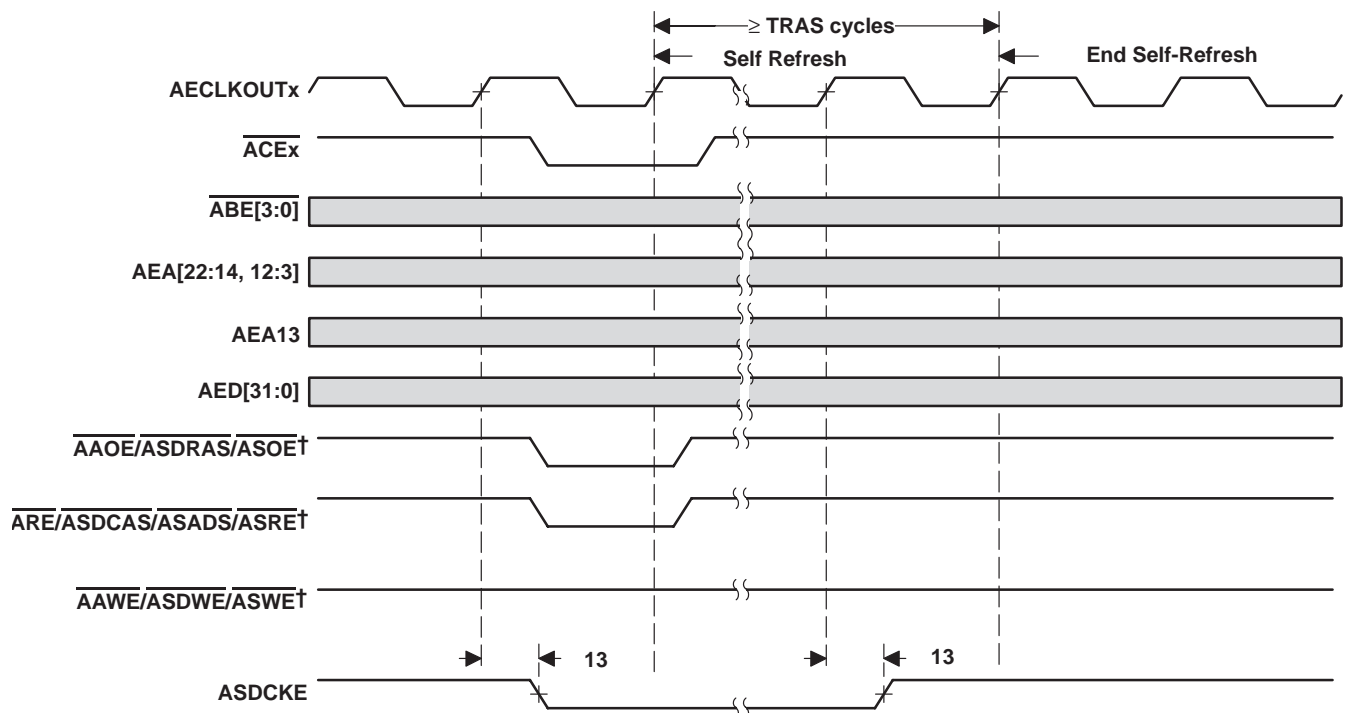 ≥ TRAS cycles
Self Refresh
End Self-Refresh
AECLKOUTx
ACEx
ABE[3:0]
AEA[22:14, 12:3]
AEA13
AED[31:0]
AAOE/ASDRAS/ASOE†
ARE/ASDCAS/ASADS/ASRE†
AAWE/ASDWE/ASWE†
13
13
ASDCKE